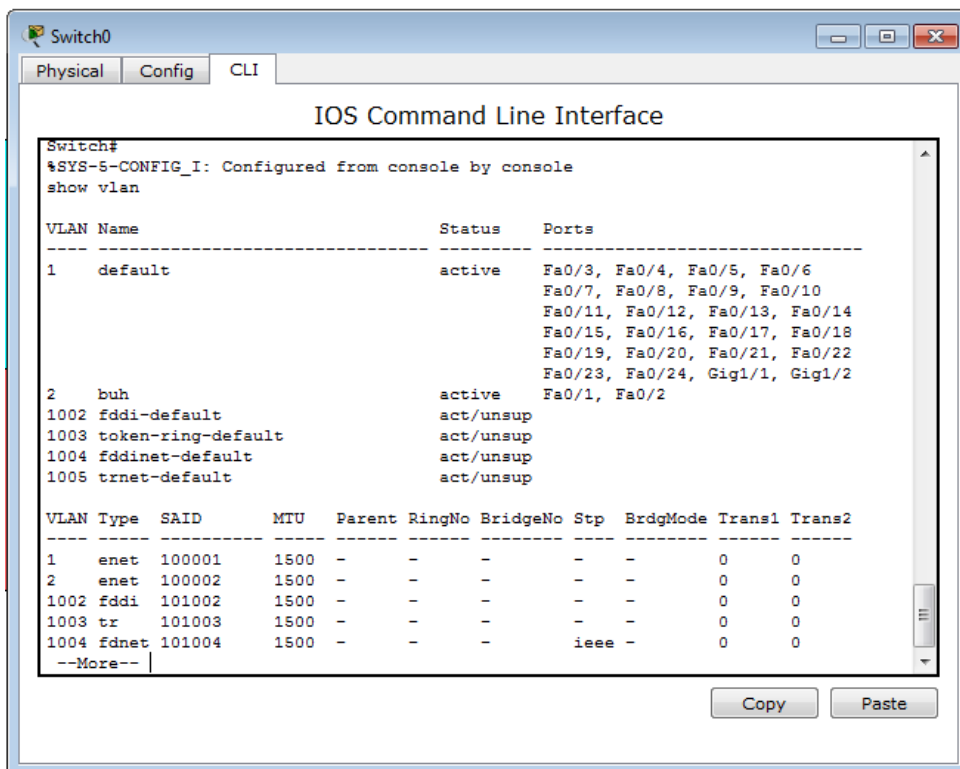 Switch0
Physical Config CLI
IOS Command Line Interface
Switch#
%SYS-5-CONFIG_I: Configured from console by console
show vlan
VLAN Name                             Status    Ports
---- -------------------------------- --------- -------------------------------
1    default                          active    Fa0/3, Fa0/4, Fa0/5, Fa0/6
                                                Fa0/7, Fa0/8, Fa0/9, Fa0/10
                                                Fa0/11, Fa0/12, Fa0/13, Fa0/14
                                                Fa0/15, Fa0/16, Fa0/17, Fa0/18
                                                Fa0/19, Fa0/20, Fa0/21, Fa0/22
                                                Fa0/23, Fa0/24, Gig1/1, Gig1/2
2    buh                              active    Fa0/1, Fa0/2
1002 fddi-default                     act/unsup
1003 token-ring-default               act/unsup
1004 fddinet-default                  act/unsup
1005 trnet-default                    act/unsup
VLAN Type  SAID       MTU   Parent RingNo BridgeNo Stp  BrdgMode Trans1 Trans2
---- ----- ---------- ----- ------ ------ -------- ---- -------- ------ ------
1    enet  100001     1500  -      -      -        -    -        0      0
2    enet  100002     1500  -      -      -        -    -        0      0
1002 fddi  101002     1500  -      -      -        -    -        0      0
1003 tr    101003     1500  -      -      -        -    -        0      0
1004 fdnet 101004     1500  -      -      -        ieee -        0      0
--More--
Copy Paste